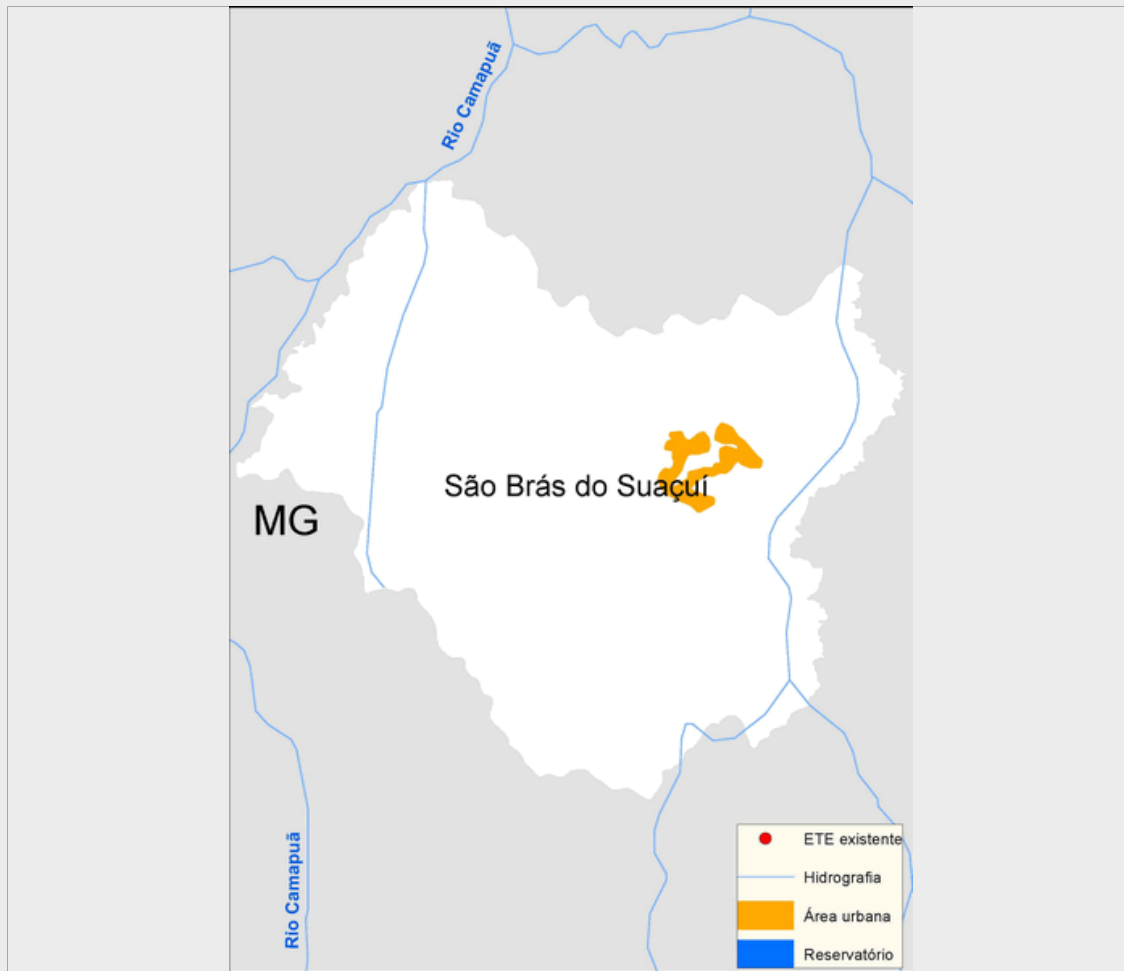 Rio Camapuã
São Brás do Suaçuí
MG
Rio Camapuã
ETE existente
Hidrografia
Área urbana
Reservatório